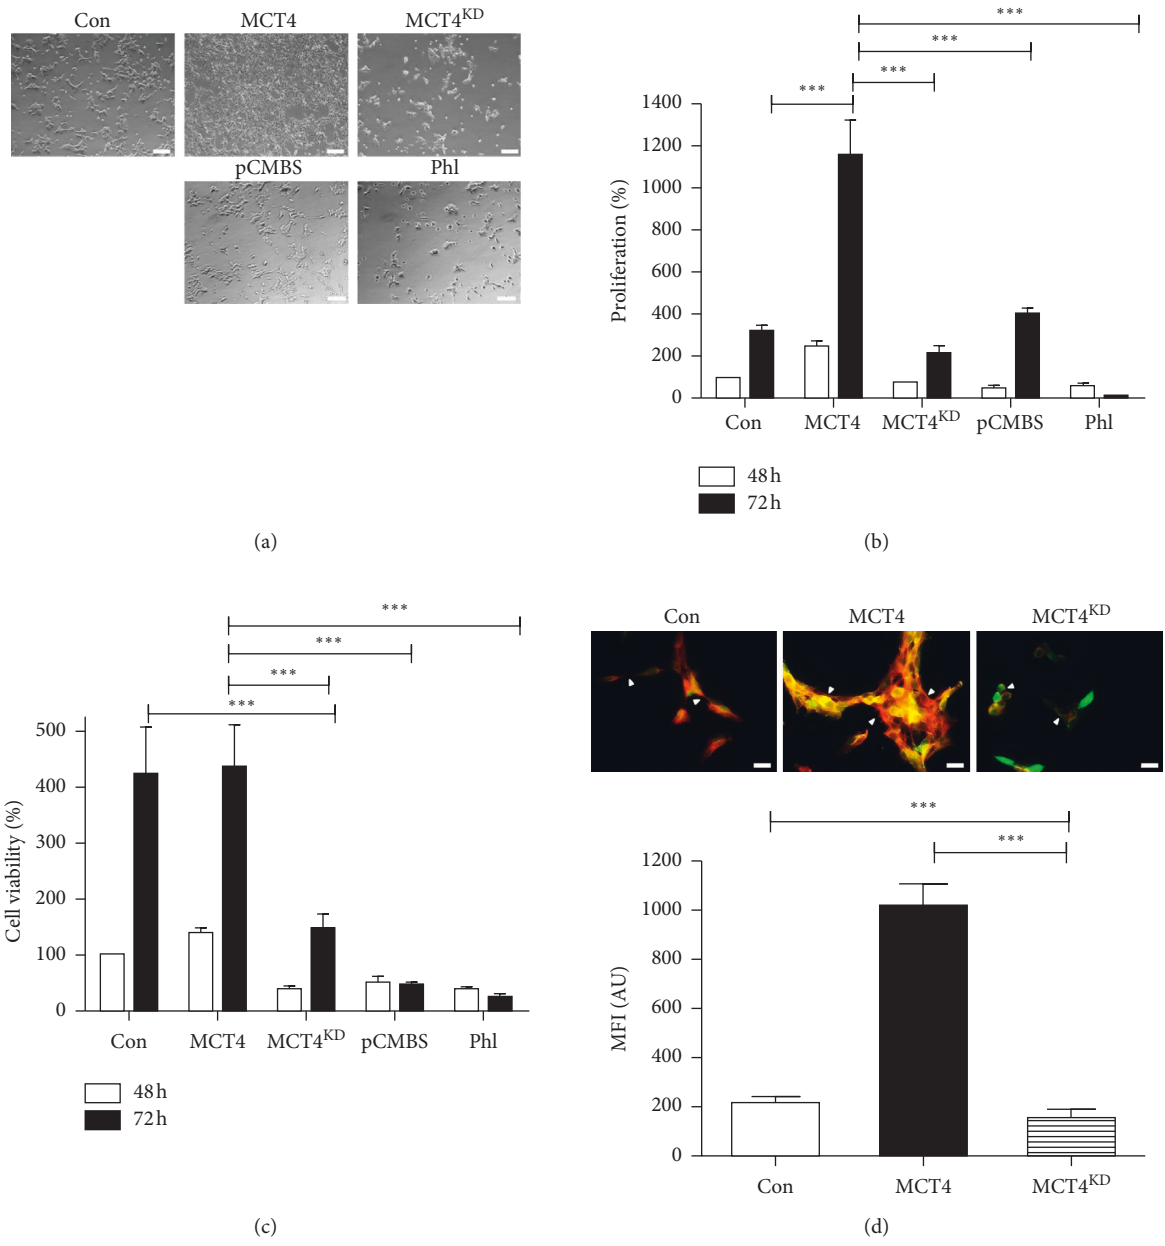 Con MCT4 MCT4KD
pCMBS Phl
(a)
***
***
***
***
Proliferation (%)
1400
1200
1000
800
600
400
200
0
Con MCT4 MCT4KD pCMBS Phl
48 h
72 h
(b)
***
***
***
***
Cell viability (%)
500
400
300
200
100
0
Con MCT4 MCT4KD pCMBS Phl
48 h
72 h
(c)
Con MCT4 MCT4KD
***
***
MFI (AU)
1200
1000
800
600
400
200
0
Con MCT4 MCT4KD
(d)